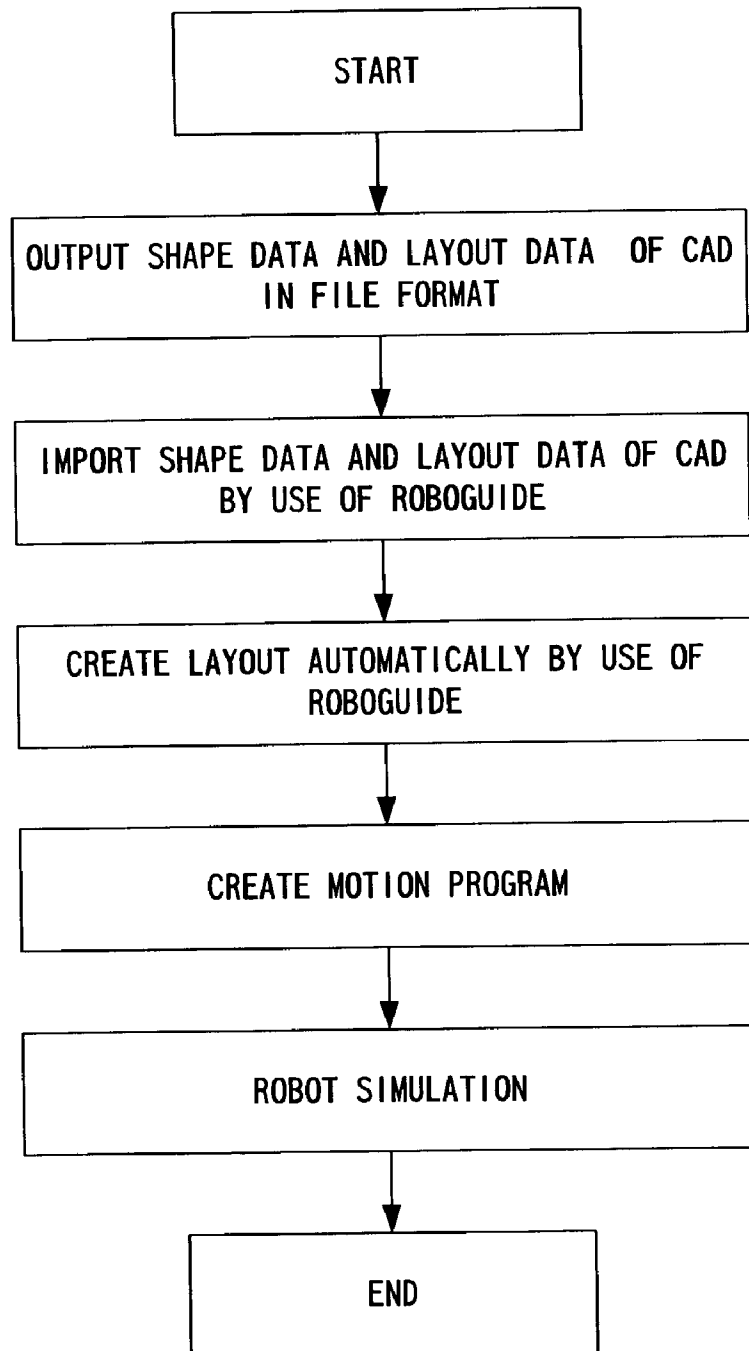 START
OUTPUT SHAPE DATA AND LAYOUT DATA OF CAD
IN FILE FORMAT
IMPORT SHAPE DATA AND LAYOUT DATA OF CAD
BY USE OF ROBOGUIDE
CREATE LAYOUT AUTOMATICALLY BY USE OF
ROBOGUIDE
CREATE MOTION PROGRAM
ROBOT SIMULATION
END